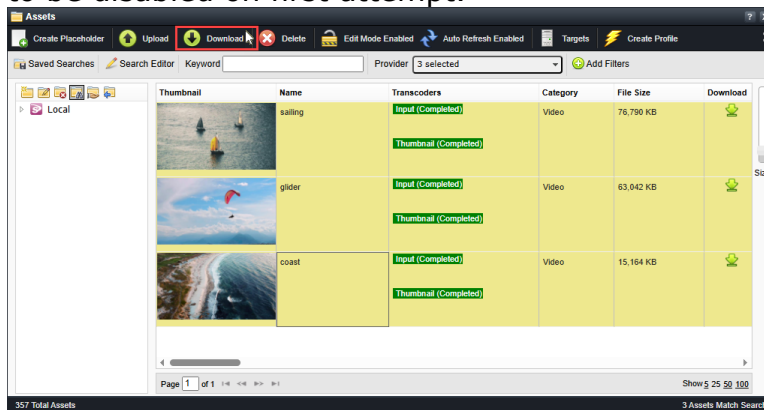 to be disabled on first attempt.
Assets ?
Create Placeholder Upload Download Delete Edit Mode Enabled Auto Refresh Enabled Targets Create Profile
Saved Searches Search Editor Keyword Provider 3 selected Add Filters
Thumbnail Name Transcoders Category File Size Download
Local
sailing Input (Completed) Video 76,790 KB
Thumbnail (Completed)
glider Input (Completed) Video 63,042 KB
Thumbnail (Completed)
coast Input (Completed) Video 15,164 KB
Thumbnail (Completed)
Siz
Page 1 of 1 Show 5 25 50 100
357 Total Assets 3 Assets Match Search